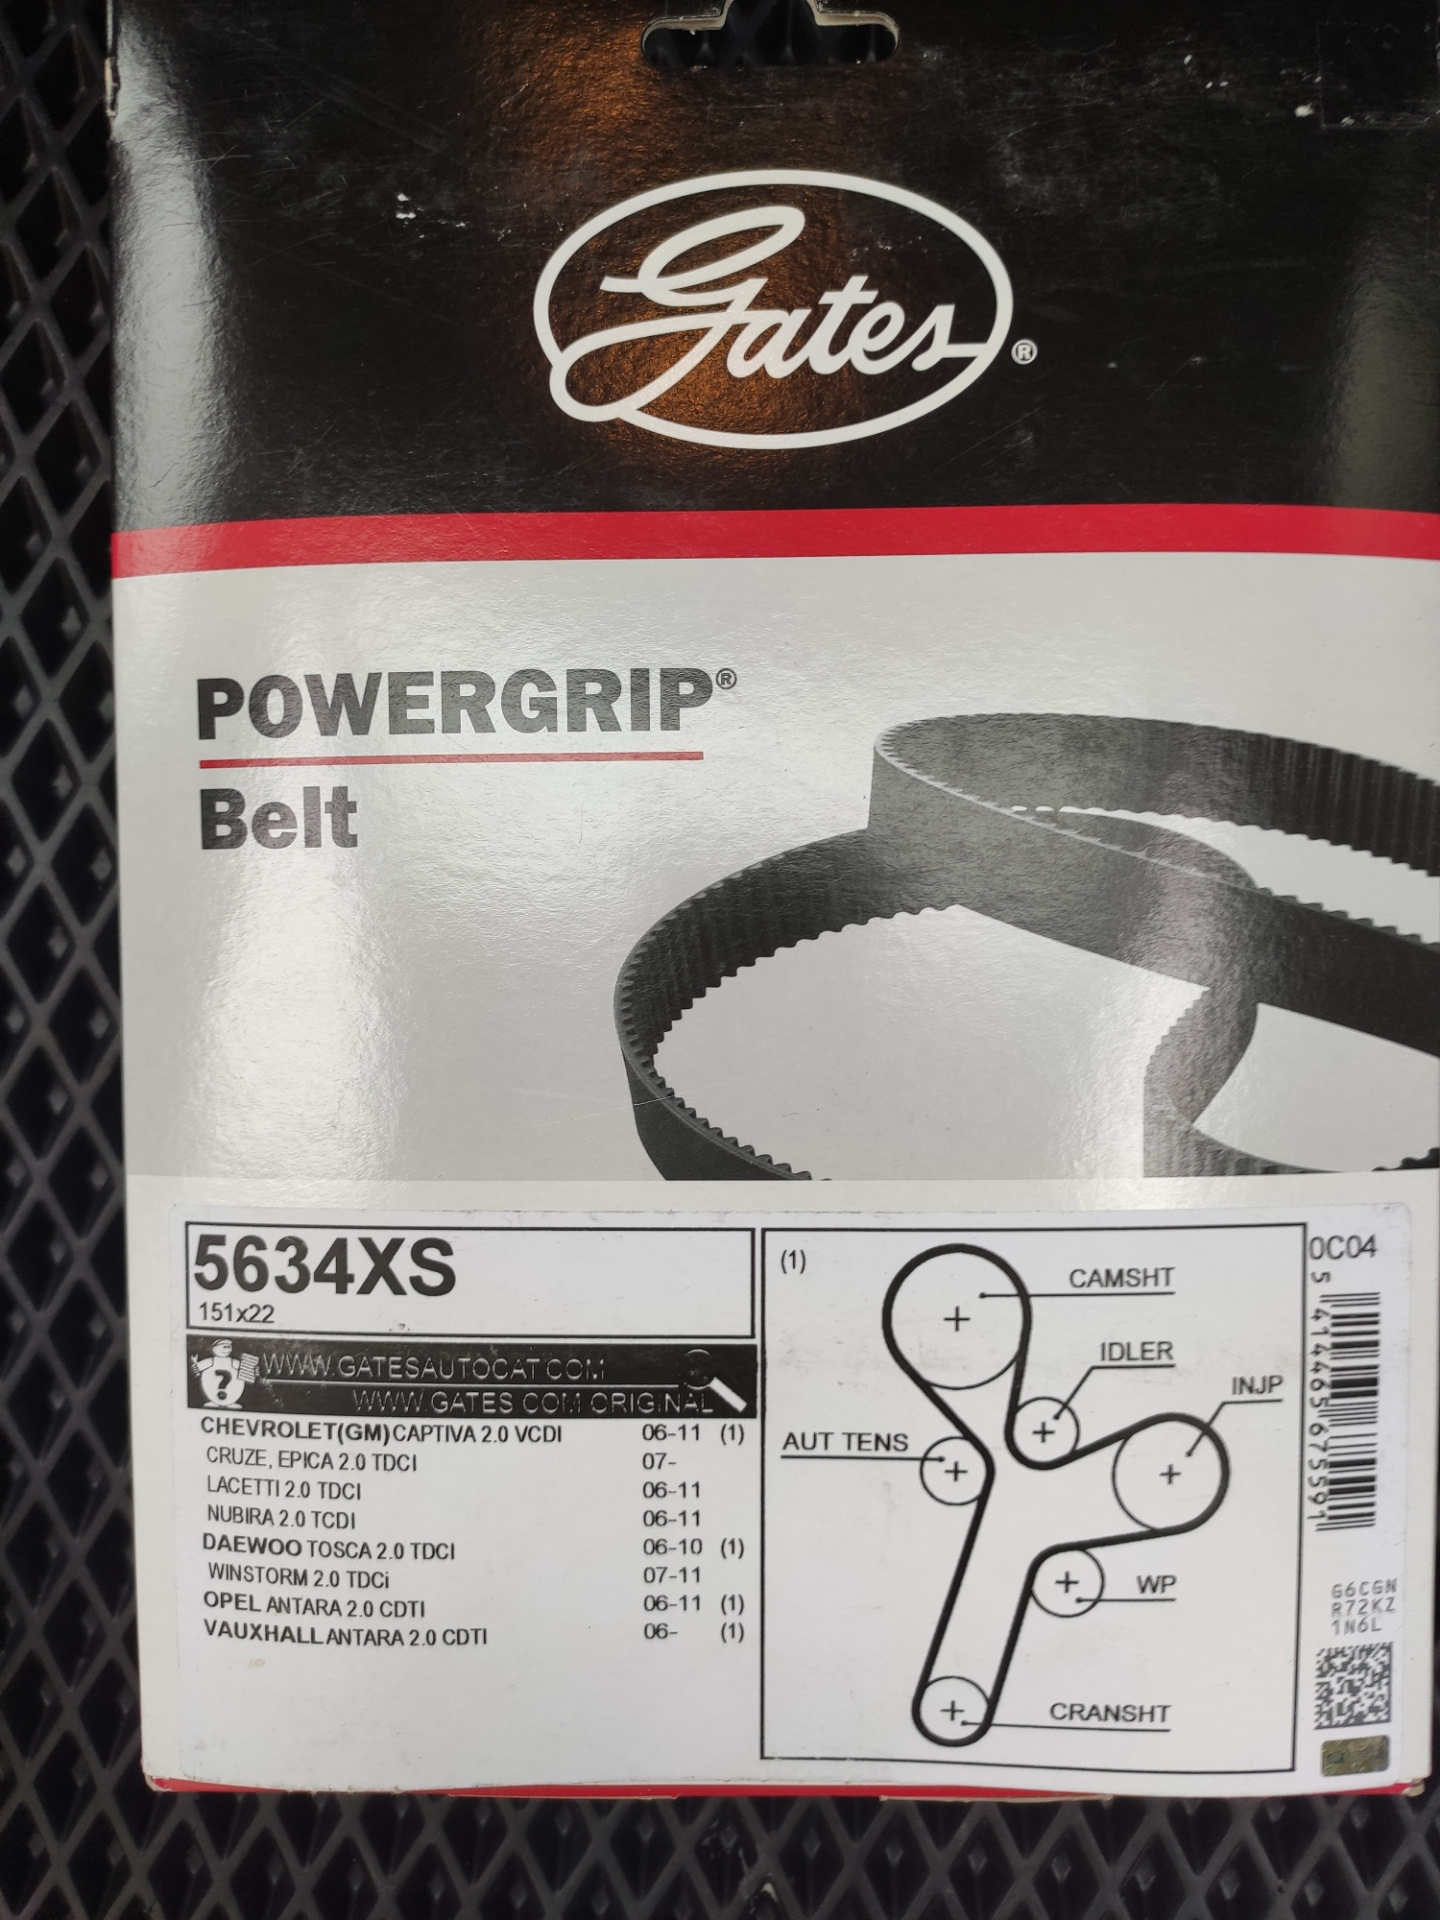 Gates®
POWERGRIP®
Belt
5634XS
151x22
?
WWW.GATESAUTOCAT.COM
WWW.GATES.COM ORIGINAL
CHEVROLET(GM) CAPTIVA 2.0 VCDI 06-11 (1)
CRUZE, EPICA 2.0 TDCI 07-
LACETTI 2.0 TDCI 06-11
NUBIRA 2.0 TCDI 06-11
DAEWOO TOSCA 2.0 TDCI 06-10 (1)
WINSTORM 2.0 TDCi 07-11
OPEL ANTARA 2.0 CDTI 06-11 (1)
VAUXHALL ANTARA 2.0 CDTI 06- (1)
(1)
CAMSHT
IDLER
INJP
AUT TENS
WP
CRANSHT
0C04
5 414465 675591
G6CGN
R72KZ
1N6L